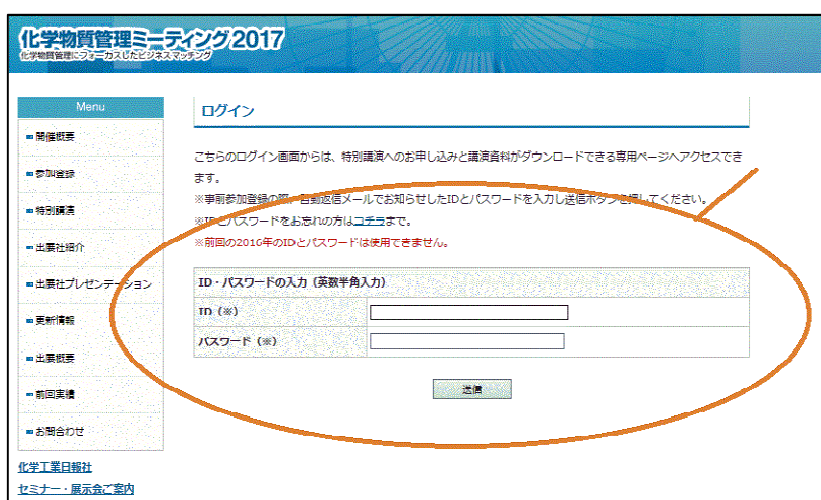 化学物質管理ミーティング2017
化学物質管理にフォーカスしたビジネスマッチング
Menu
開催概要
参加登録
特別講演
出展社紹介
出展社プレゼンテーション
更新情報
出展概要
前回実績
お問合わせ
化学工業日報社
セミナー・展示会ご案内
ログイン
こちらのログイン画面からは、特別講演へのお申し込みと講演資料がダウンロードできる専用ページへアクセスでき
ます。
※事前参加登録の際、自動返信メールでお知らせしたIDとパスワードを入力し送信ボタンを押してください。
※IDとパスワードをお忘れの方はコチラまで。
※前回の2016年のIDとパスワードは使用できません。
ID・パスワードの入力（英数半角入力）
ID（※）
パスワード（※）
送信